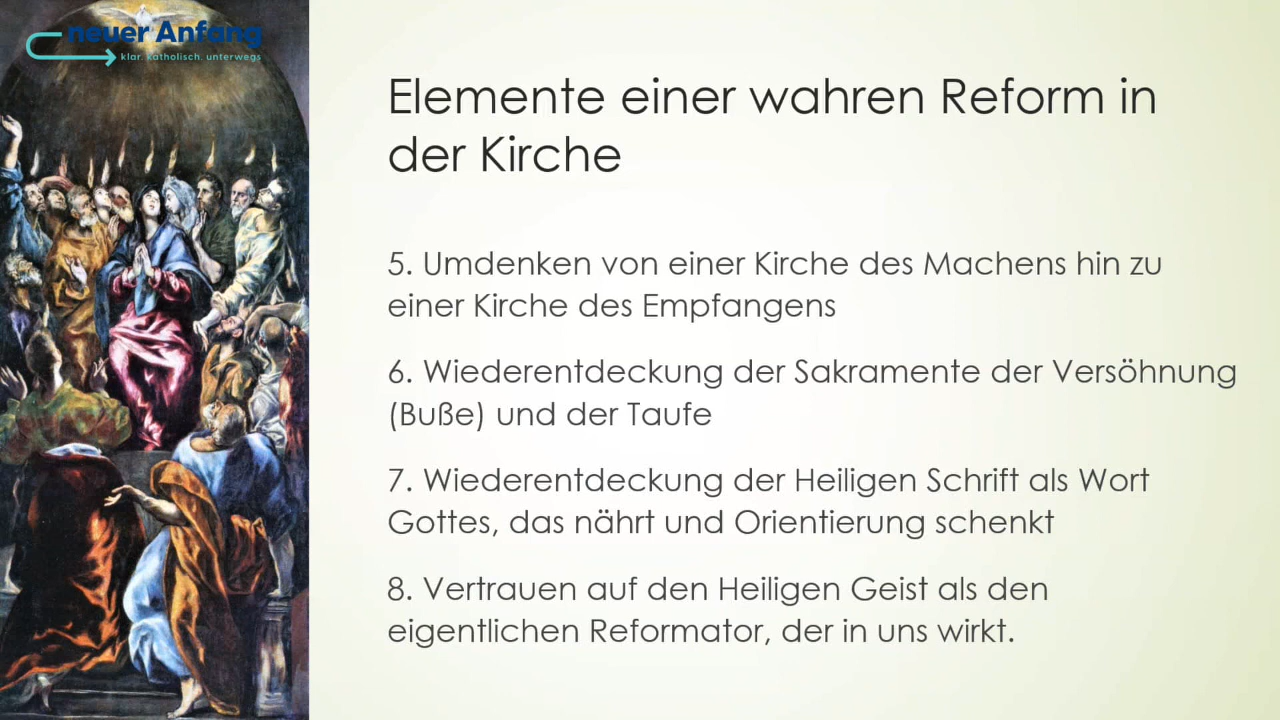 neuer Anfang
klar. katholisch. unterwegs
Elemente einer wahren Reform in
der Kirche
5. Umdenken von einer Kirche des Machens hin zu
einer Kirche des Empfangens
6. Wiederentdeckung der Sakramente der Versöhnung
(Buße) und der Taufe
7. Wiederentdeckung der Heiligen Schrift als Wort
Gottes, das nährt und Orientierung schenkt
8. Vertrauen auf den Heiligen Geist als den
eigentlichen Reformator, der in uns wirkt.